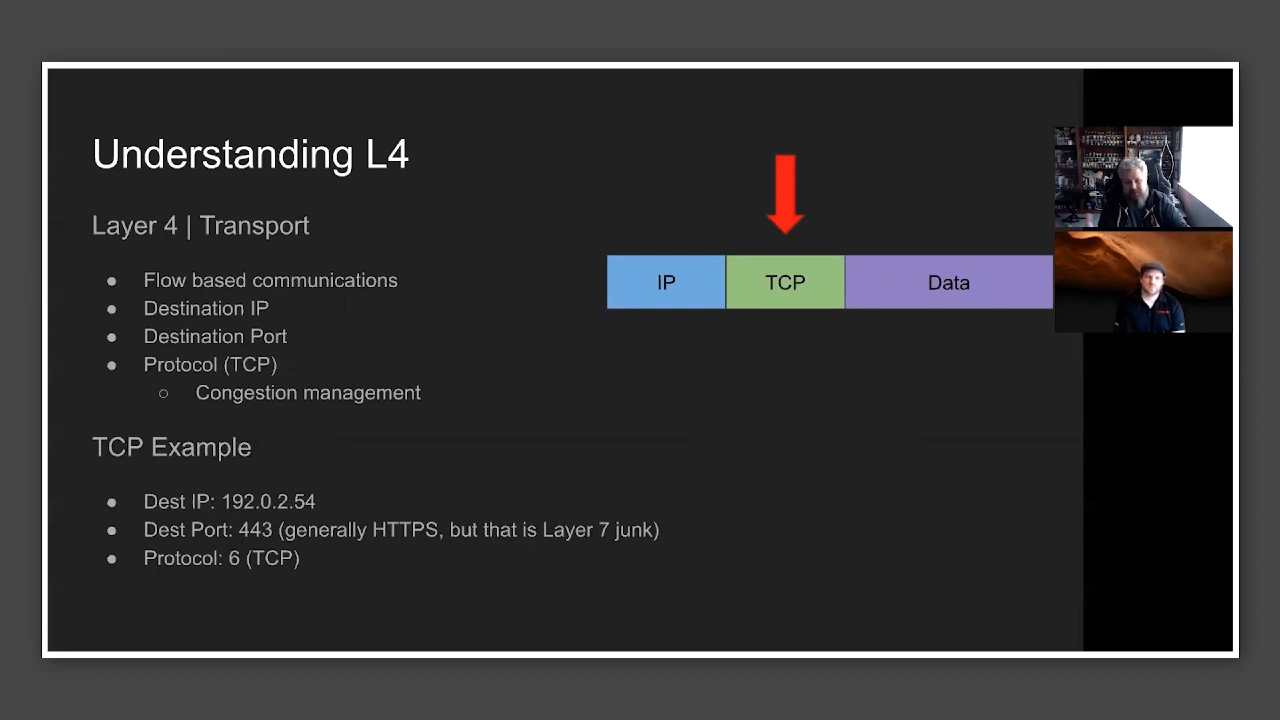 Understanding L4
Layer 4 | Transport
● Flow based communications
● Destination IP
● Destination Port
● Protocol (TCP)
○ Congestion management
IP TCP Data
TCP Example
● Dest IP: 192.0.2.54
● Dest Port: 443 (generally HTTPS, but that is Layer 7 junk)
● Protocol: 6 (TCP)